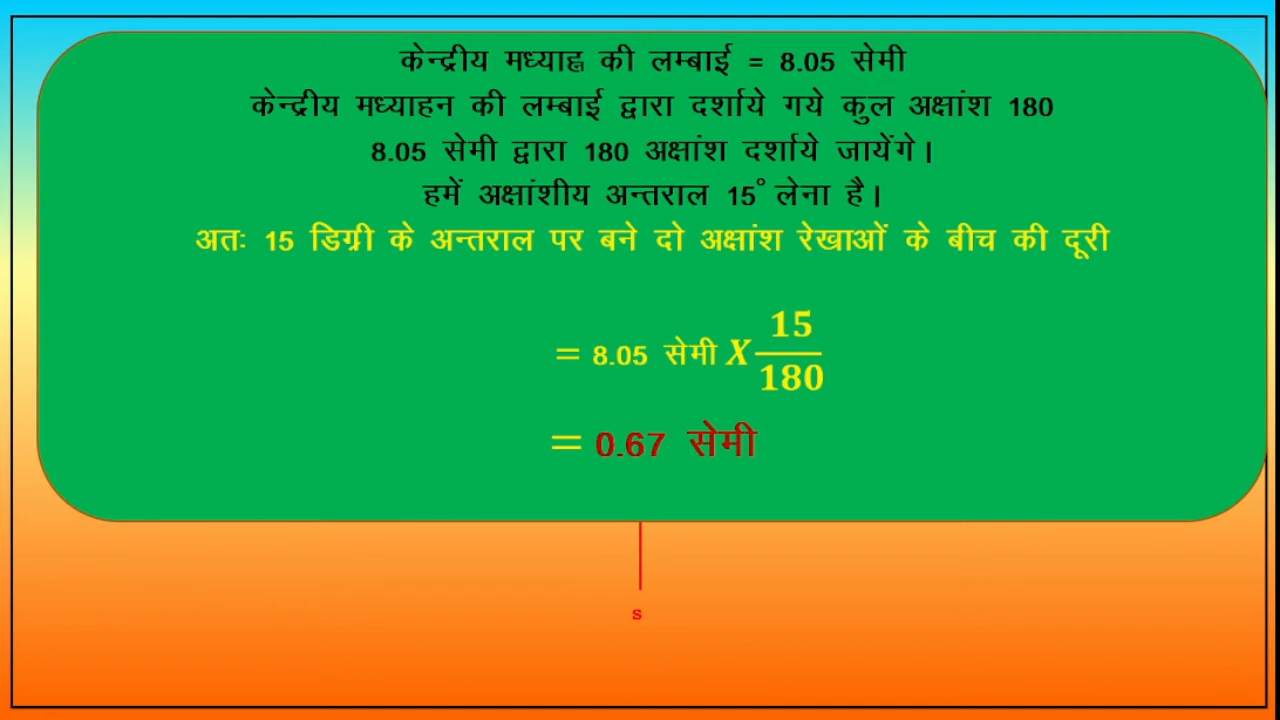 केन्द्रीय मध्याह्न की लम्बाई = 8.05 सेमी
केन्द्रीय मध्याहन की लम्बाई द्वारा दर्शाये गये कुल अक्षांश 180
8.05 सेमी द्वारा 180 अक्षांश दर्शाये जायेंगे।
हमें अक्षांशीय अन्तराल 15° लेना है।
अतः 15 डिग्री के अन्तराल पर बने दो अक्षांश रेखाओं के बीच की दूरी
= 8.05 सेमी X 15/180
= 0.67 सेमी
s